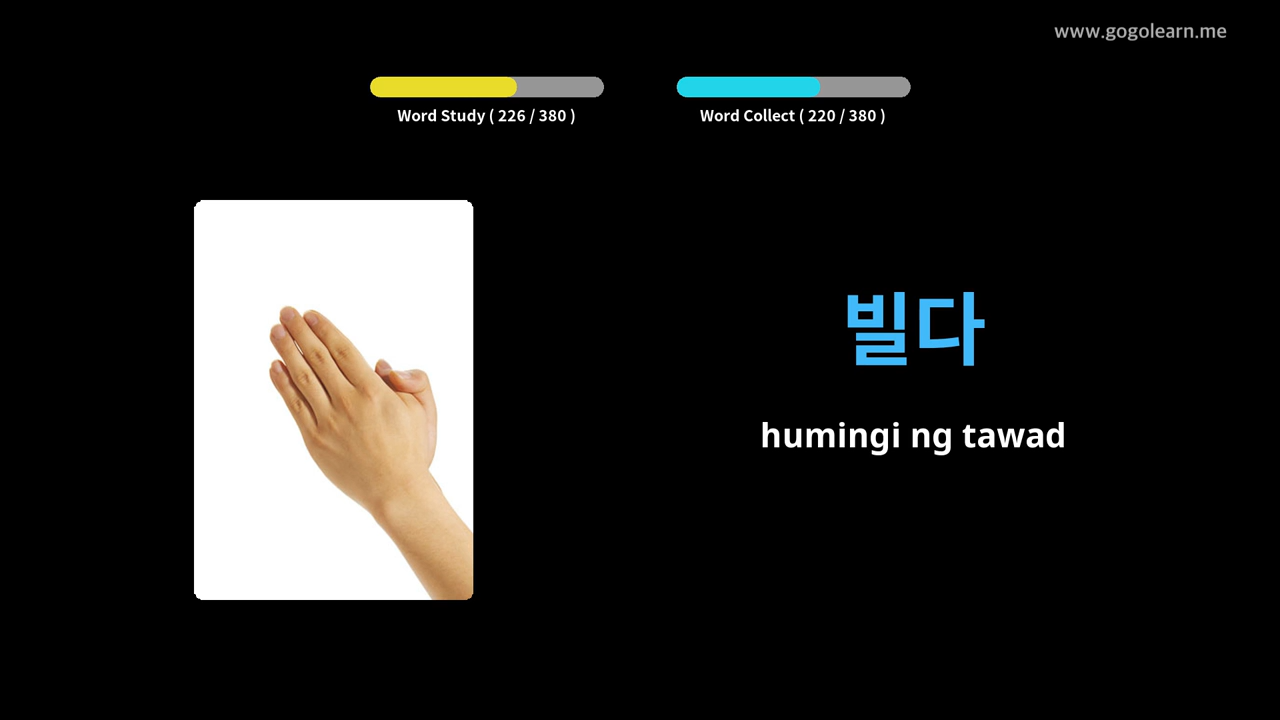 www.gogolearn.me
Word Study ( 226 / 380 )
Word Collect ( 220 / 380 )
빌다
humingi ng tawad